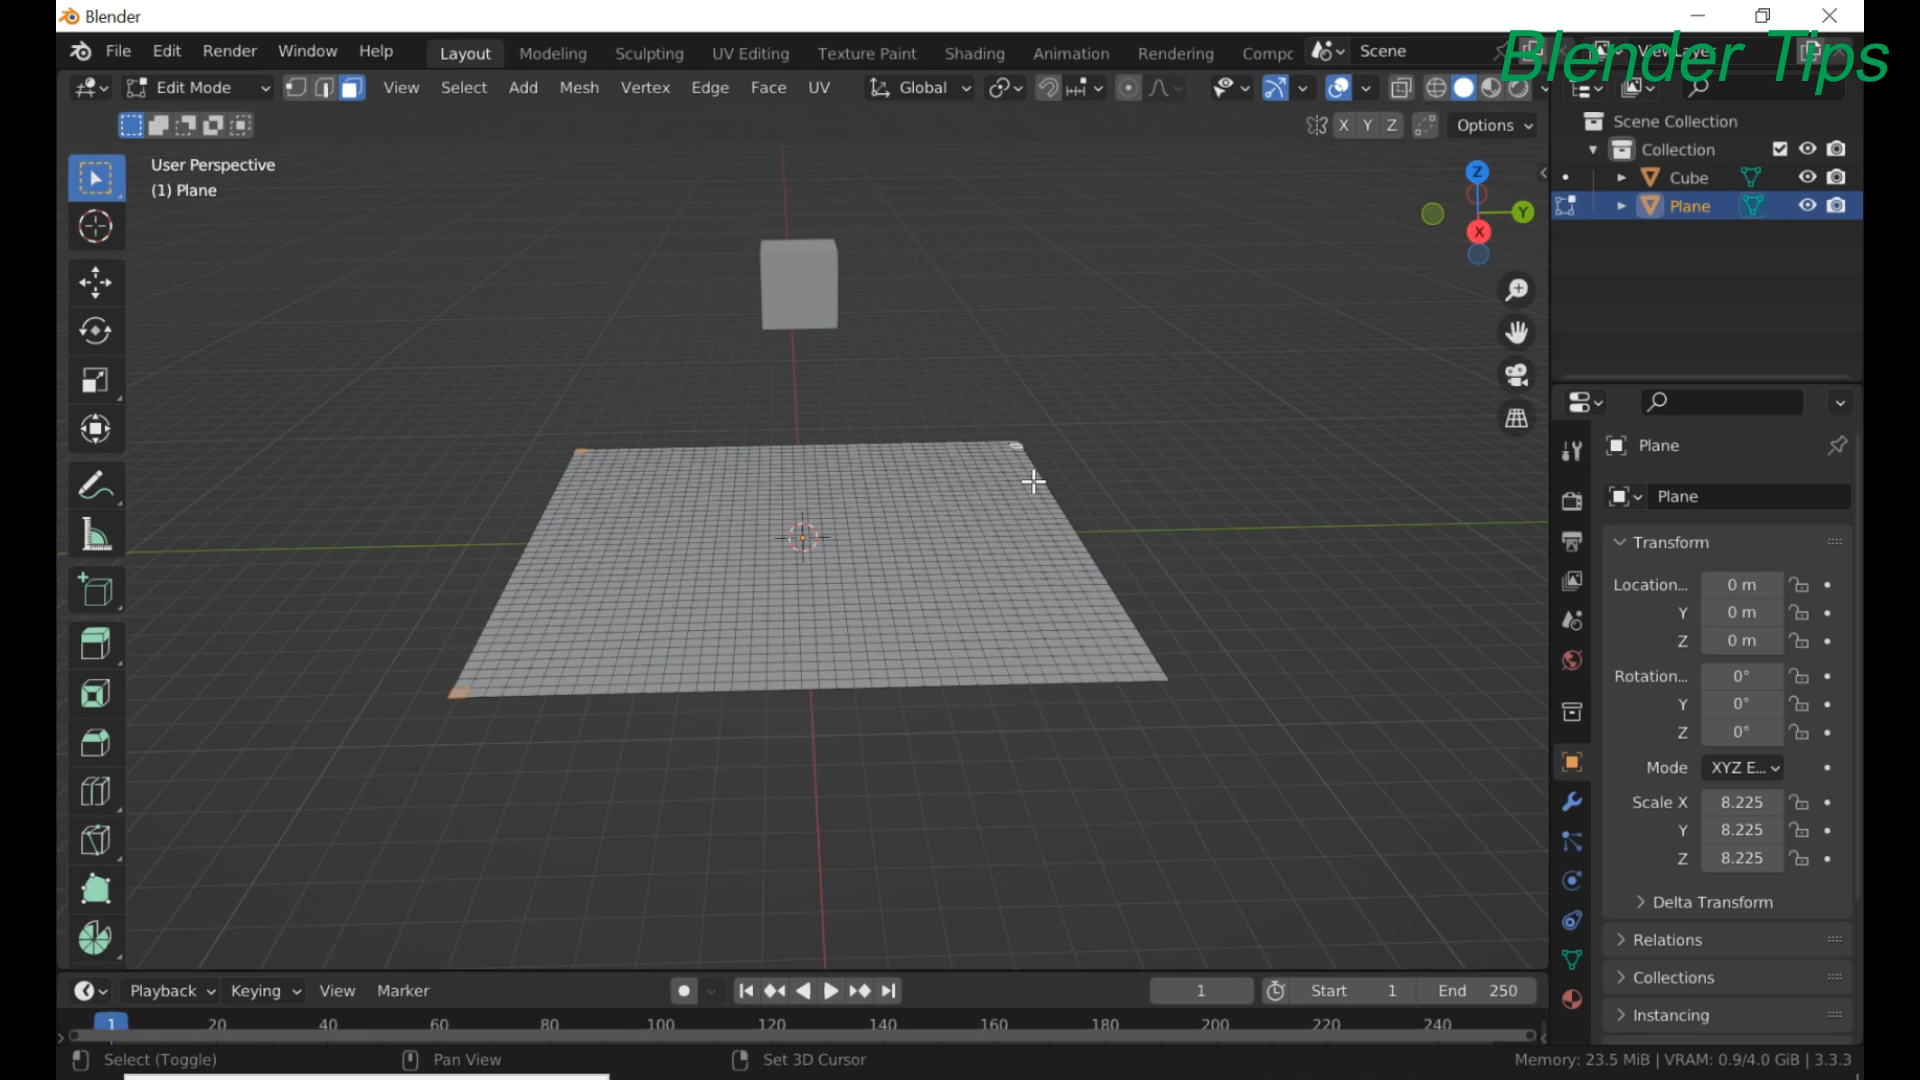 Blender
File Edit Render Window Help Layout Modeling Sculpting UV Editing Texture Paint Shading Animation Rendering Compc Scene ViewLayer
Blender Tips
Edit Mode View Select Add Mesh Vertex Edge Face UV Global
X Y Z Options
User Perspective
(1) Plane
Z
Y
X
Scene Collection
Collection
Cube
Plane
Plane
Plane
Transform
Location... 0 m
Y 0 m
Z 0 m
Rotation... 0°
Y 0°
Z 0°
Mode XYZ E...
Scale X 8.225
Y 8.225
Z 8.225
Delta Transform
Relations
Collections
Instancing
Playback Keying View Marker 1 Start 1 End 250
1 20 40 60 80 100 120 140 160 180 200 220 240
Select (Toggle) Pan View Set 3D Cursor Memory: 23.5 MiB | VRAM: 0.9/4.0 GiB | 3.3.3